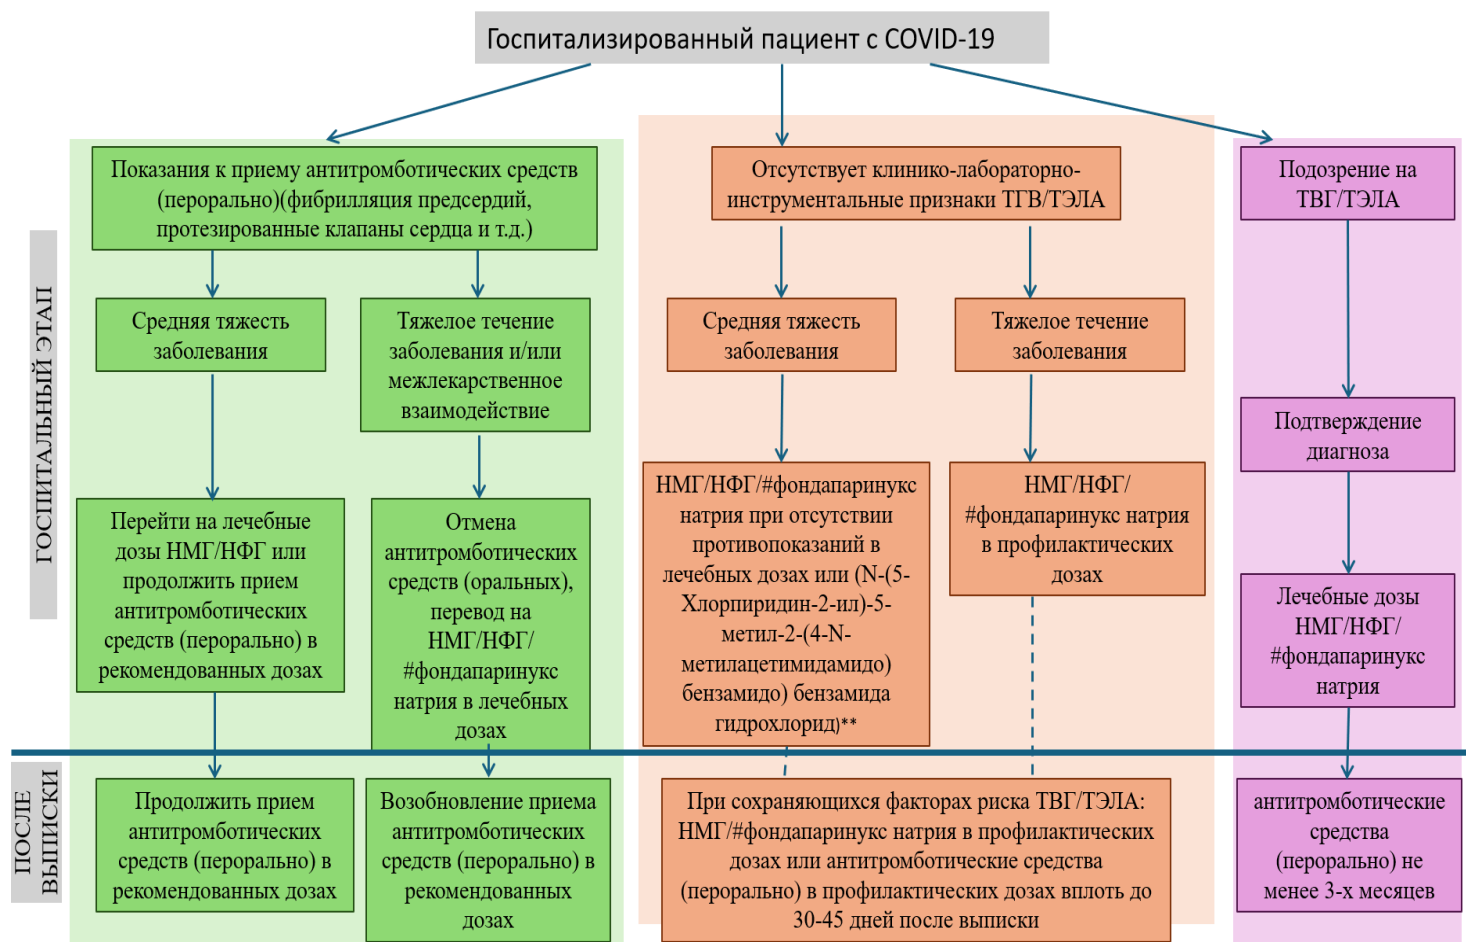 Госпитализированный пациент с COVID-19
ГОСПИТАЛЬНЫЙ ЭТАП
Показания к приему антитромботических средств
(перорально)(фибрилляция предсердий,
протезированные клапаны сердца и т.д.)
Отсутствует клинико-лабораторно-
инструментальные признаки ТГВ/ТЭЛА
Подозрение на
ТВГ/ТЭЛА
Средняя тяжесть
заболевания
Тяжелое течение
заболевания и/или
межлекарственное
взаимодействие
Средняя тяжесть
заболевания
Тяжелое течение
заболевания
Подтверждение
диагноза
Перейти на лечебные
дозы НМГ/НФГ или
продолжить прием
антитромботических
средств (перорально) в
рекомендованных дозах
Отмена
антитромботических
средств (оральных),
перевод на
НМГ/НФГ/
#фондапаринукс
натрия в лечебных
дозах
НМГ/НФГ/#фондапаринукс
натрия при отсутствии
противопоказаний в
лечебных дозах или (N-(5-
Хлорпиридин-2-ил)-5-
метил-2-(4-N-
метилацетимидамидо)
бензамидо) бензамида
гидрохлорид)**
НМГ/НФГ/
#фондапаринукс натрия
в профилактических
дозах
Лечебные дозы
НМГ/НФГ/
#фондапаринукс
натрия
ПОСЛЕ
ВЫПИСКИ
Продолжить прием
антитромботических
средств (перорально) в
рекомендованных дозах
Возобновление приема
антитромботических
средств (перорально) в
рекомендованных
дозах
При сохраняющихся факторах риска ТВГ/ТЭЛА:
НМГ/#фондапаринукс натрия в профилактических
дозах или антитромботические средства
(перорально) в профилактических дозах вплоть до
30-45 дней после выписки
антитромботические
средства
(перорально) не
менее 3-х месяцев